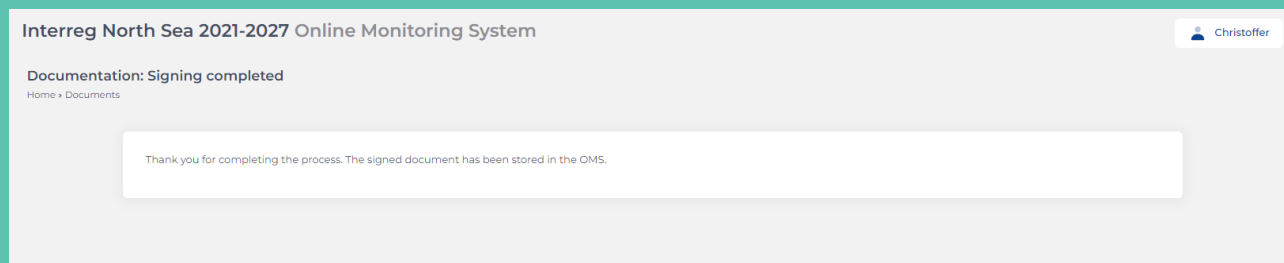 Interreg North Sea 2021-2027 Online Monitoring System
Christoffer
Documentation: Signing completed
Home › Documents
Thank you for completing the process. The signed document has been stored in the OMS.